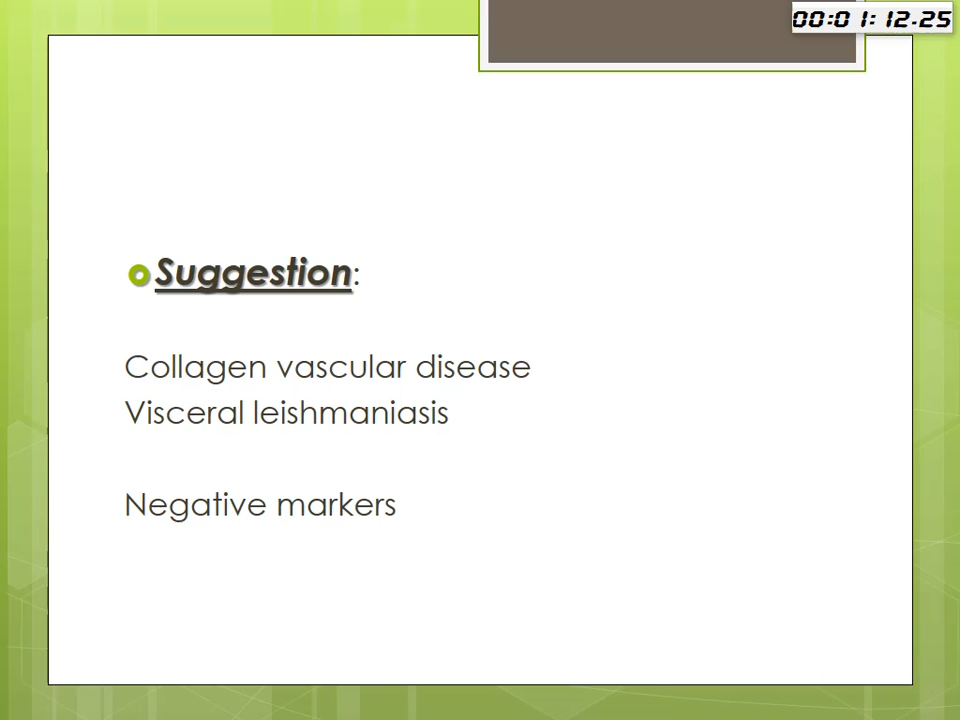 00:01:12.25
Suggestion:
Collagen vascular disease
Visceral leishmaniasis
Negative markers